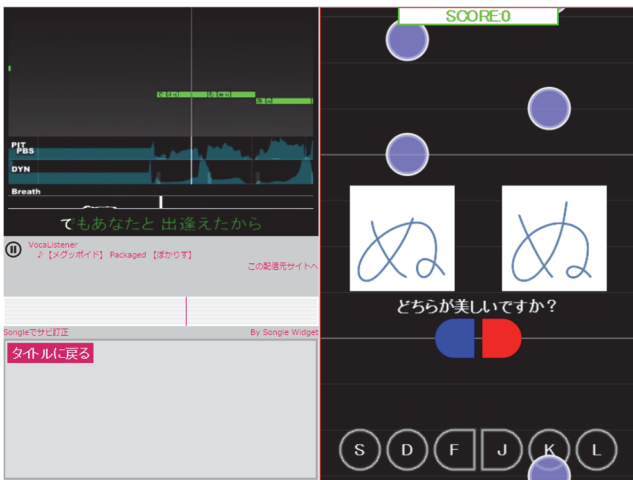 PIT
PBS
DYN
Breath
でもあなたと 出逢えたから
VocaListener
♪【メグッポイド】 Packaged 【ぼかりす】
この配信元サイトへ
Songleでサビ訂正
By Songle Widget
タイトルに戻る
SCORE:0
ぬ ぬ
どちらが美しいですか？
S D F J K L